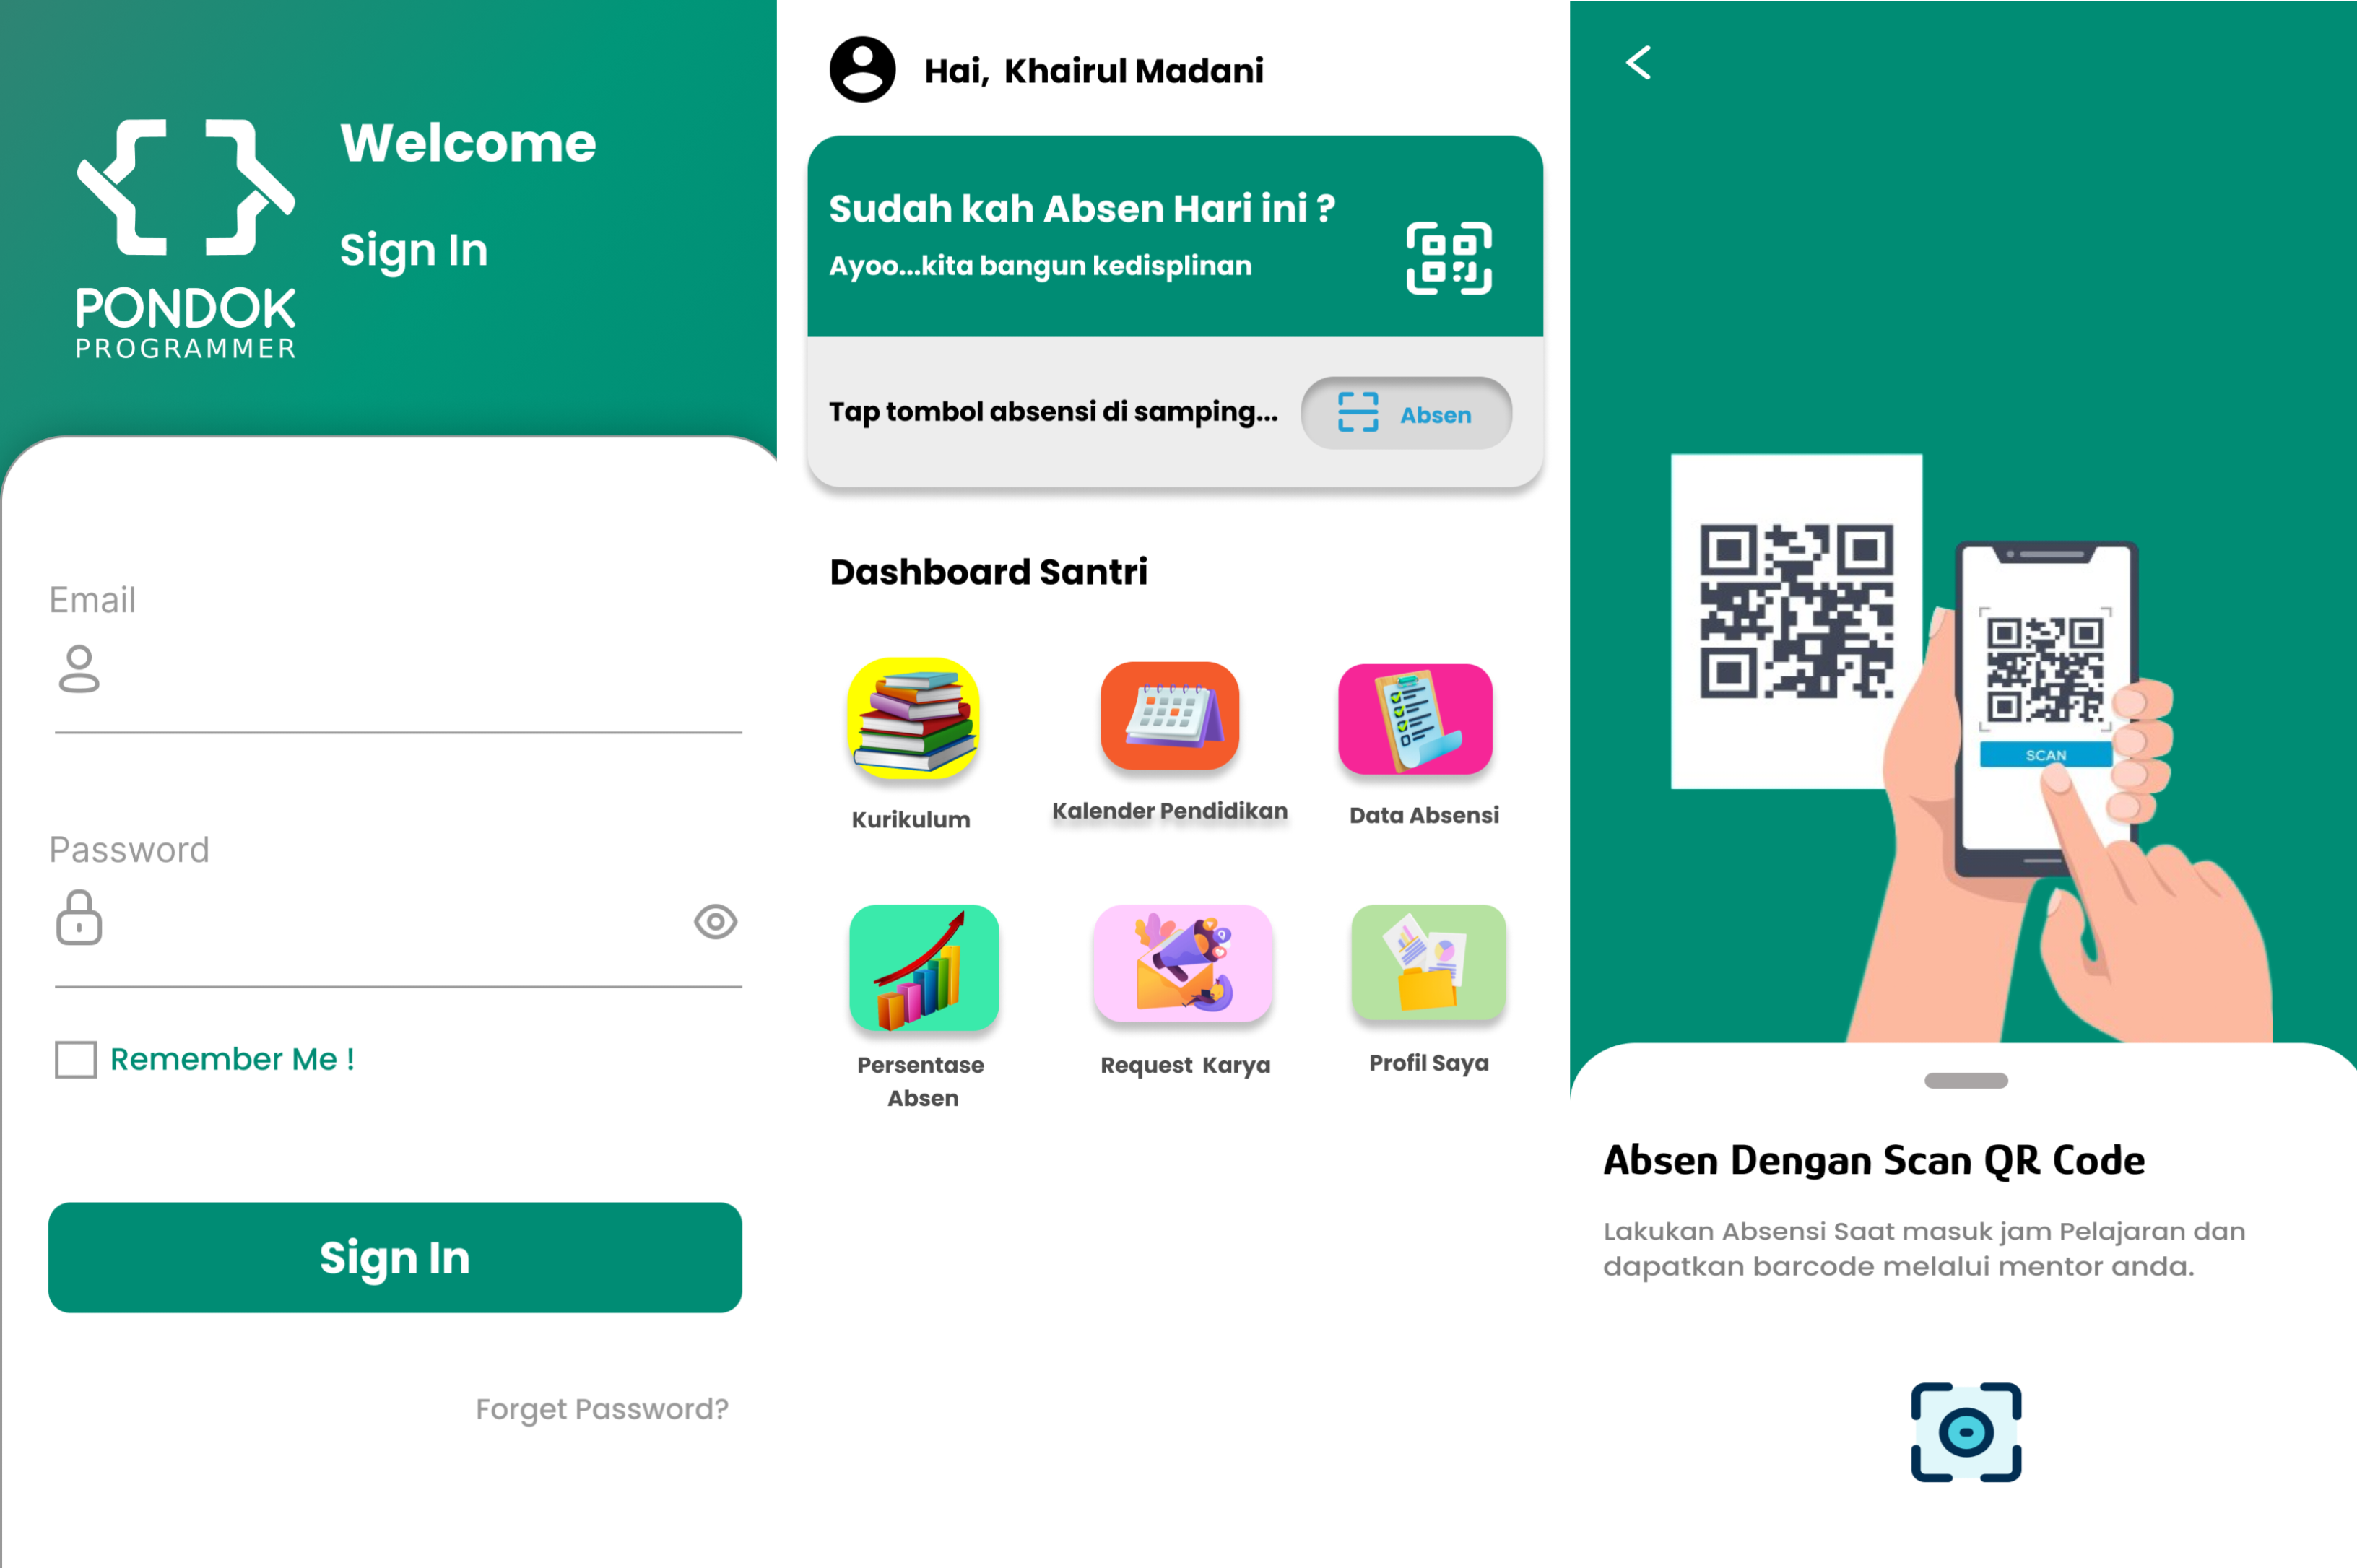 Welcome
Sign In
PONDOK
PROGRAMMER
Email
Password
Remember Me !
Sign In
Forget Password?
Hai,  Khairul Madani
Sudah kah Absen Hari ini ?
Ayoo...kita bangun kedisplinan
Tap tombol absensi di samping...
Absen
Dashboard Santri
Kurikulum
Kalender Pendidikan
Data Absensi
Persentase
Absen
Request  Karya
Profil Saya
SCAN
Absen Dengan Scan QR Code
Lakukan Absensi Saat masuk jam Pelajaran dan
dapatkan barcode melalui mentor anda.